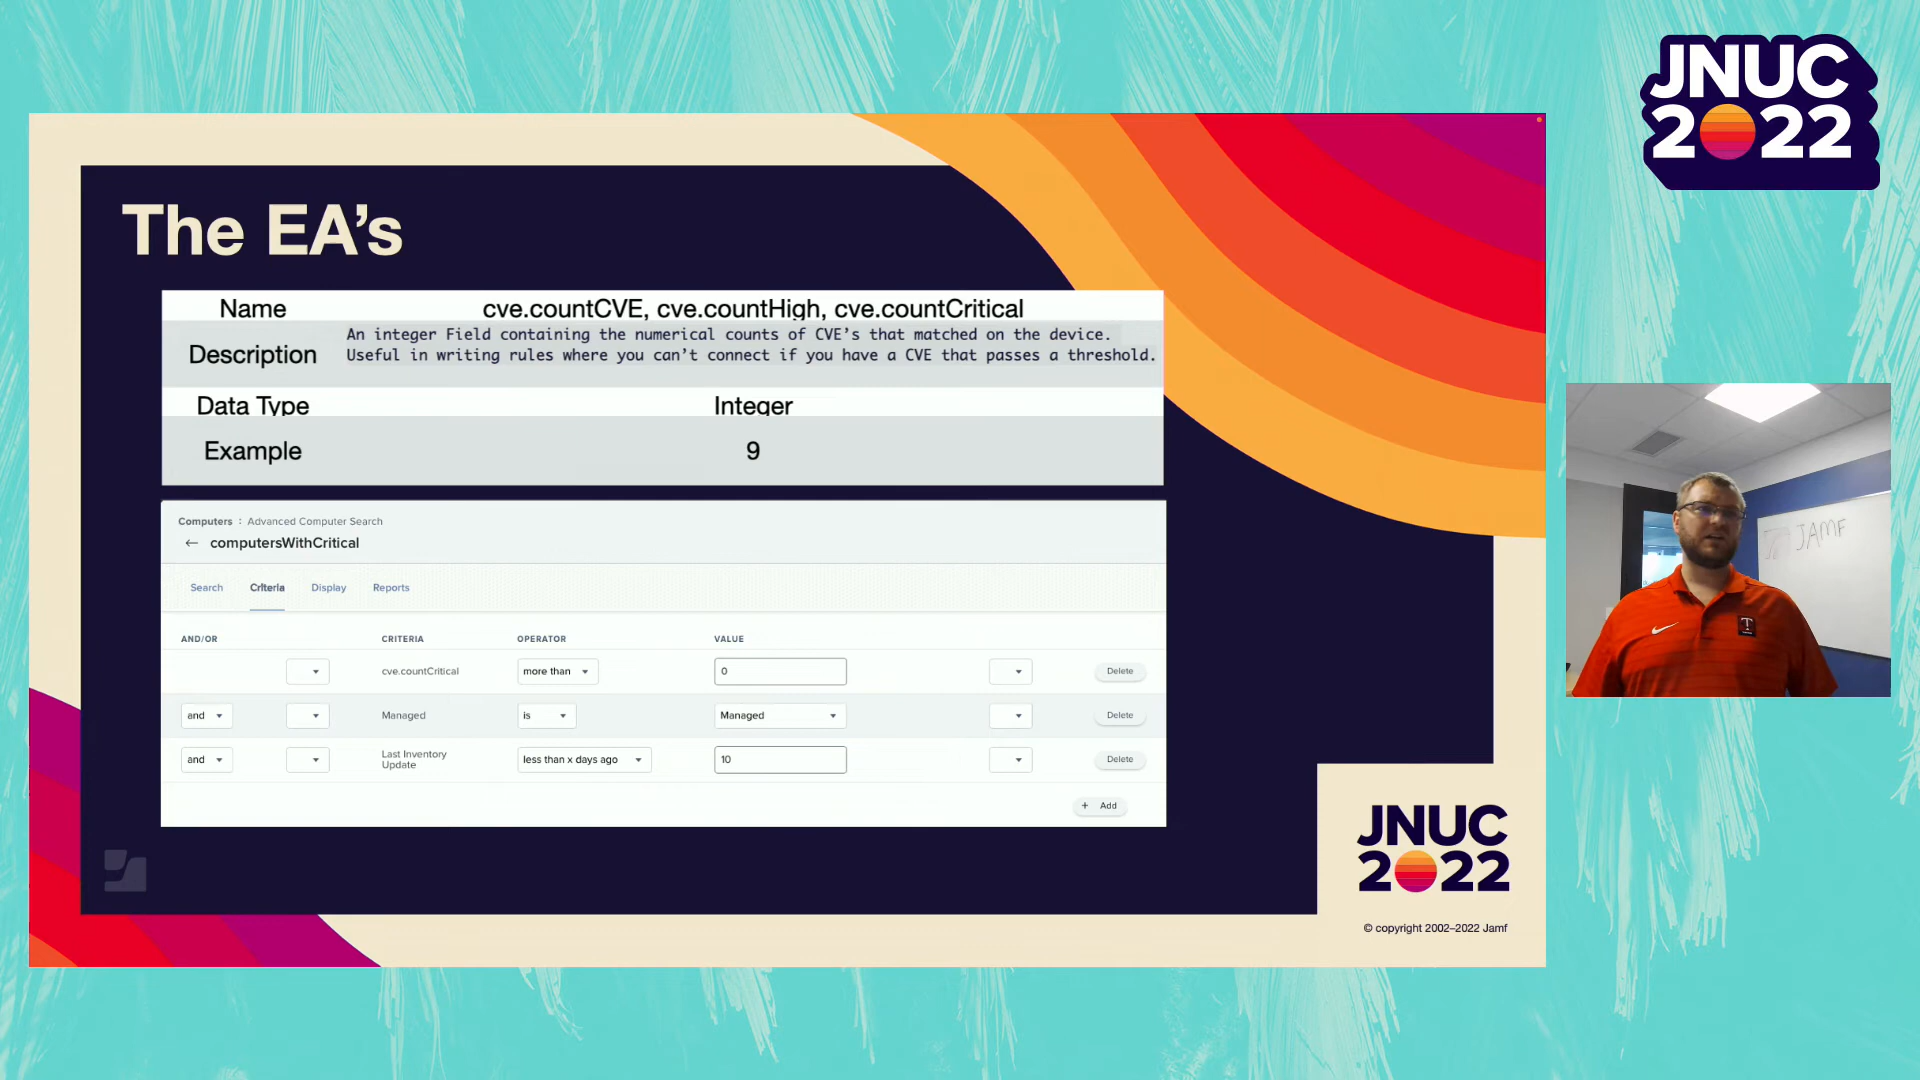 JNUC
2022
The EA's
Name cve.countCVE, cve.countHigh, cve.countCritical
Description An integer Field containing the numerical counts of CVE's that matched on the device.
Useful in writing rules where you can't connect if you have a CVE that passes a threshold.
Data Type Integer
Example 9
Computers : Advanced Computer Search
← computersWithCritical
Search Criteria Display Reports
AND/OR CRITERIA OPERATOR VALUE
cve.countCritical more than 0 Delete
and Managed is Managed Delete
and Last Inventory Update less than x days ago 10 Delete
+ Add
JAMF
T
JNUC
2022
© copyright 2002–2022 Jamf